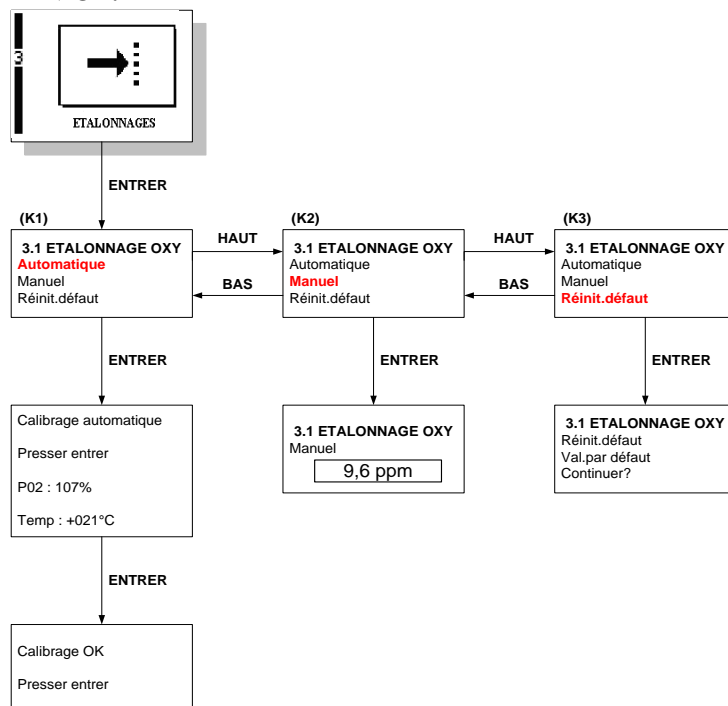 3
ETALONNAGES
ENTRER
(K1)
(K2)
(K3)
3.1 ETALONNAGE OXY
Automatique
Manuel
Réinit.défaut
HAUT
BAS
3.1 ETALONNAGE OXY
Automatique
Manuel
Réinit.défaut
HAUT
BAS
3.1 ETALONNAGE OXY
Automatique
Manuel
Réinit.défaut
ENTRER
ENTRER
ENTRER
Calibrage automatique
Presser entrer
P02 : 107%
Temp : +021°C
3.1 ETALONNAGE OXY
Manuel
9,6 ppm
3.1 ETALONNAGE OXY
Réinit.défaut
Val.par défaut
Continuer?
ENTRER
Calibrage OK
Presser entrer